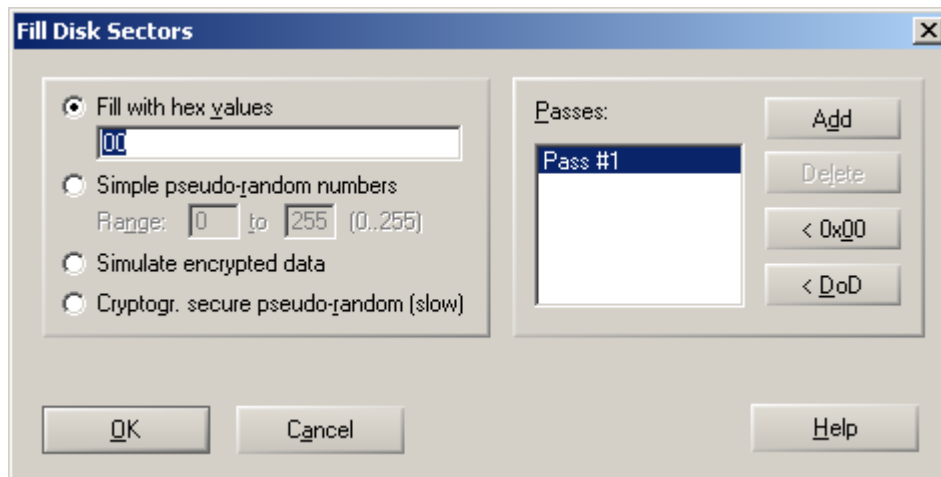 Fill Disk Sectors
Fill with hex values
00
Simple pseudo-random numbers
Range: 0 to 255 (0..255)
Simulate encrypted data
Cryptogr. secure pseudo-random (slow)
Passes:
Pass #1
Add
Delete
< 0x00
< DoD
OK
Cancel
Help